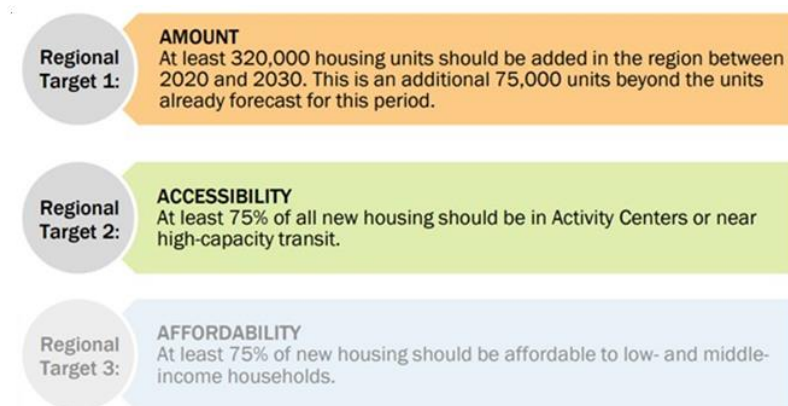 Regional
Target 1:
AMOUNT
At least 320,000 housing units should be added in the region between
2020 and 2030. This is an additional 75,000 units beyond the units
already forecast for this period.
Regional
Target 2:
ACCESSIBILITY
At least 75% of all new housing should be in Activity Centers or near
high-capacity transit.
Regional
Target 3:
AFFORDABILITY
At least 75% of new housing should be affordable to low- and middle-
income households.